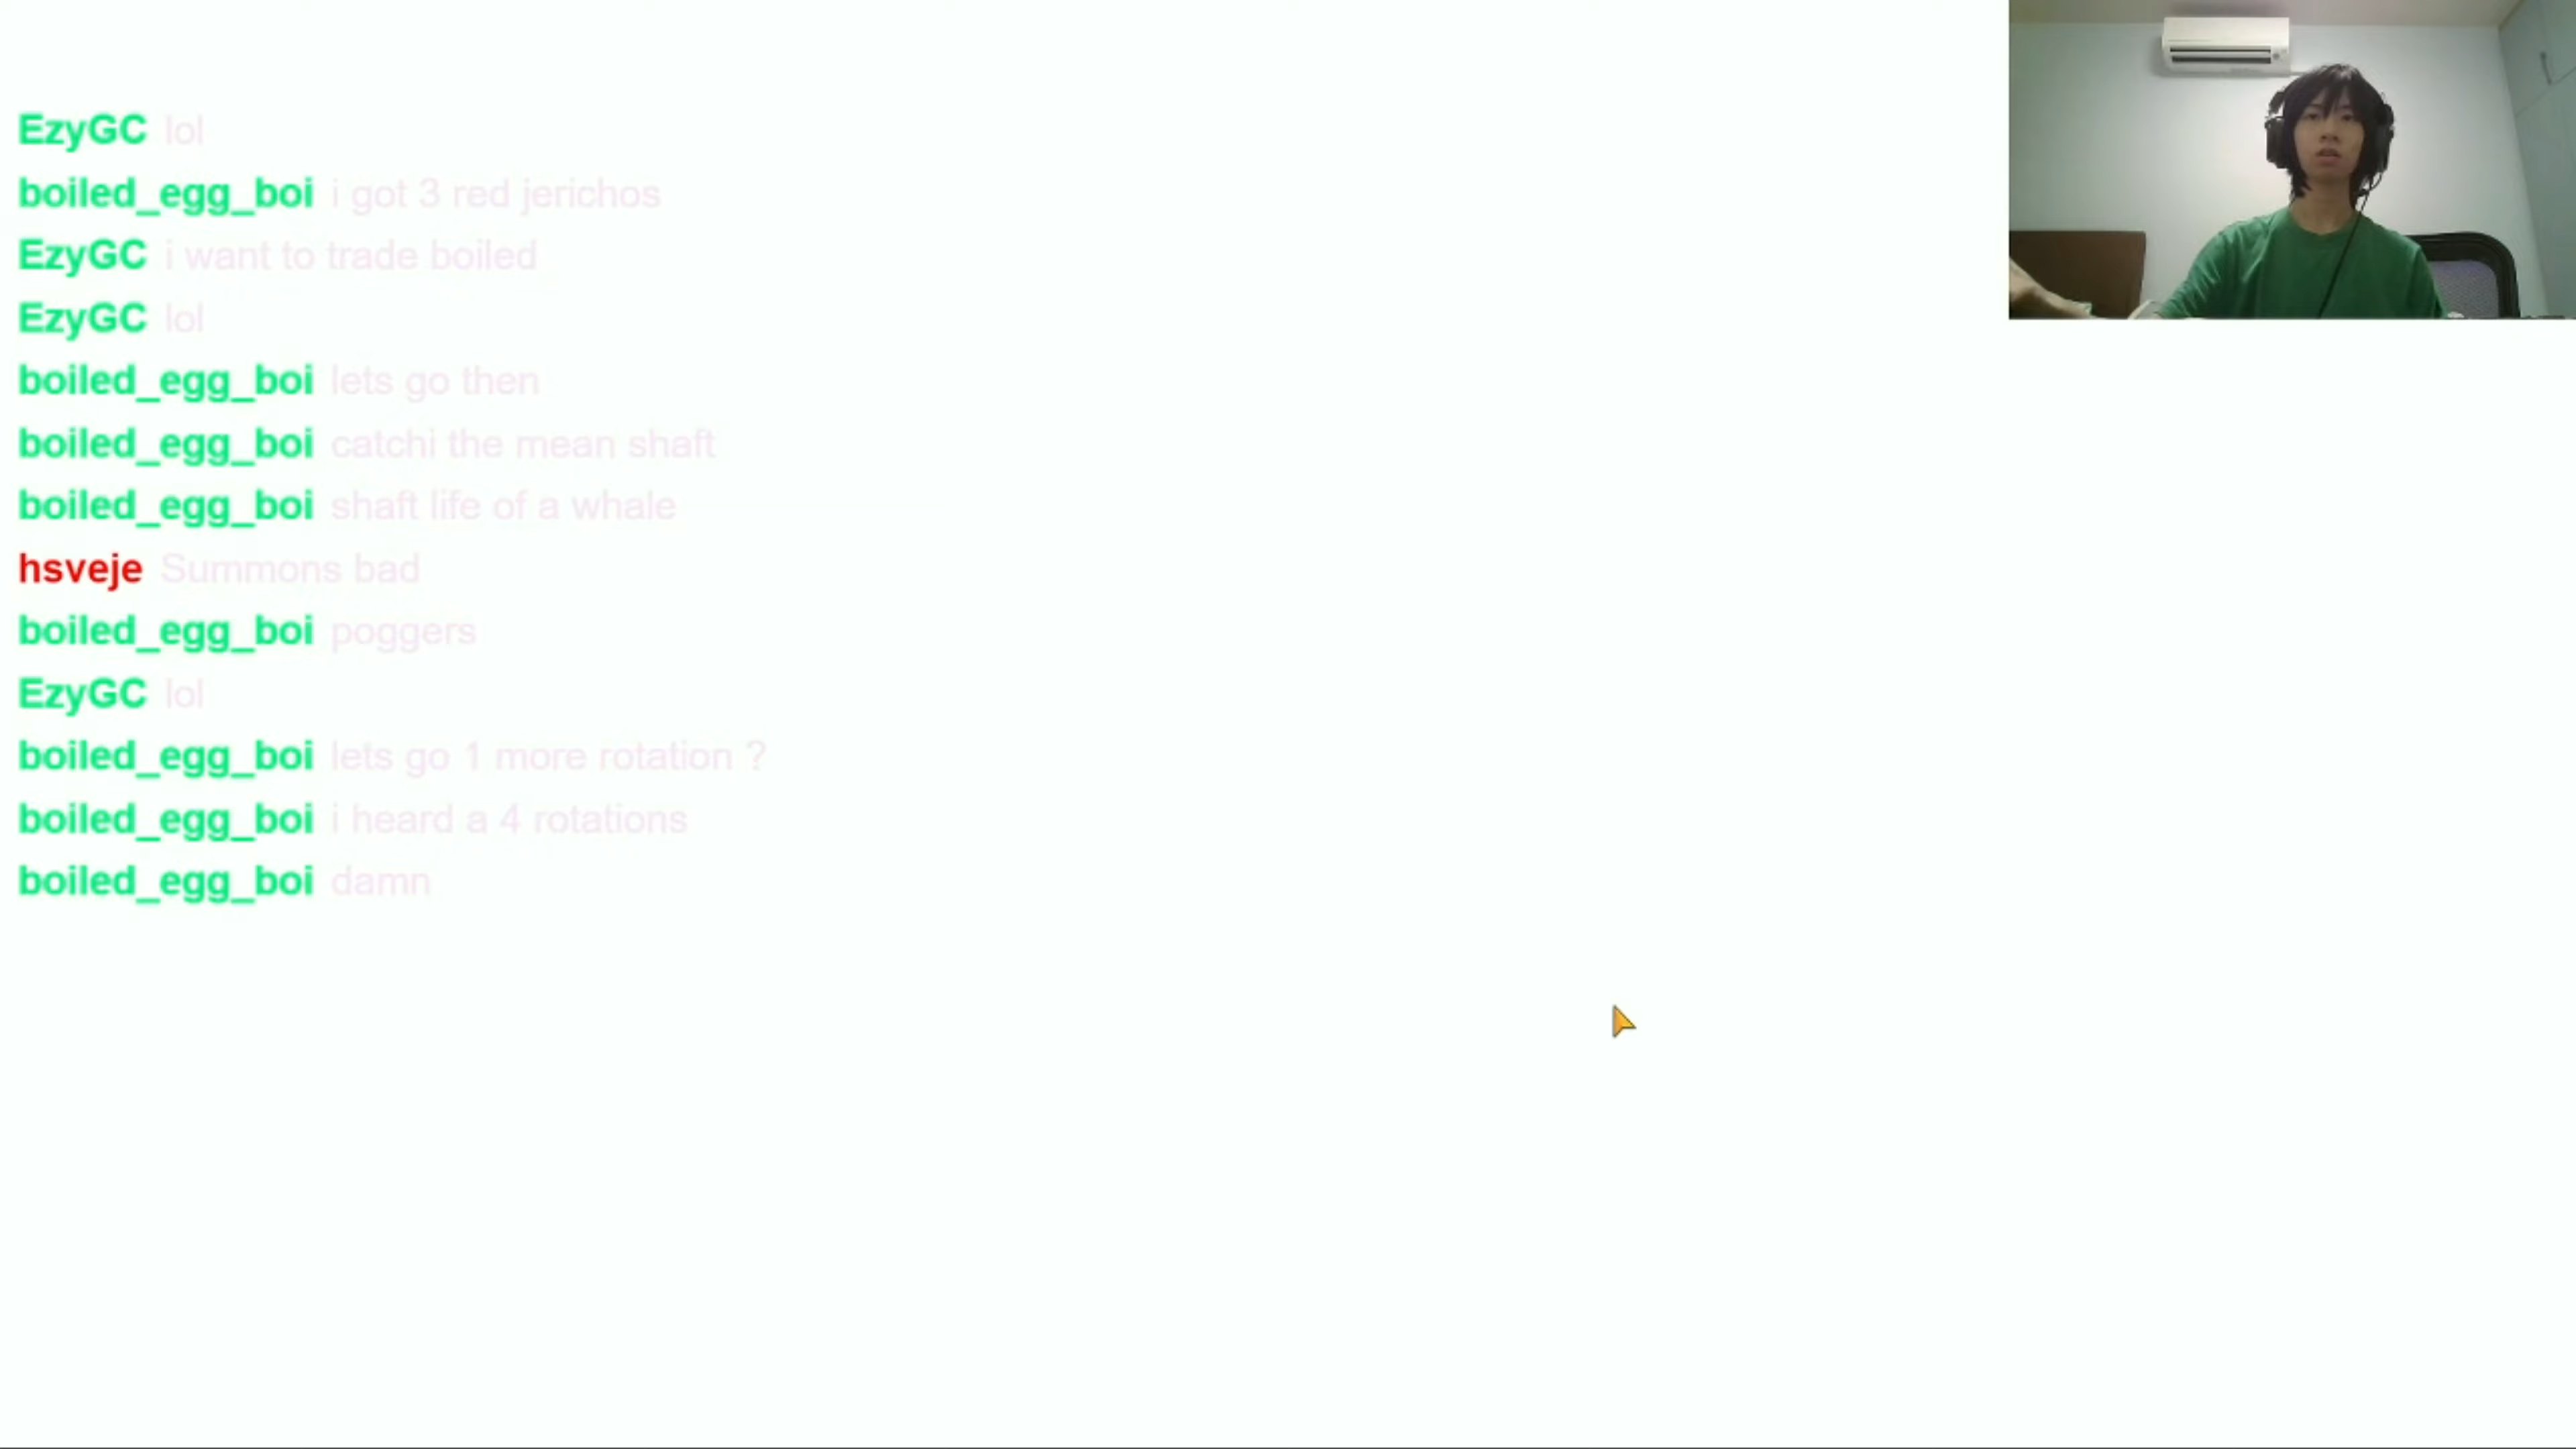 EzyGC lol
boiled_egg_boi i got 3 red jerichos
EzyGC i want to trade boiled
EzyGC lol
boiled_egg_boi lets go then
boiled_egg_boi catchi the mean shaft
boiled_egg_boi shaft life of a whale
hsveje Summons bad
boiled_egg_boi poggers
EzyGC lol
boiled_egg_boi lets go 1 more rotation ?
boiled_egg_boi i heard a 4 rotations
boiled_egg_boi damn